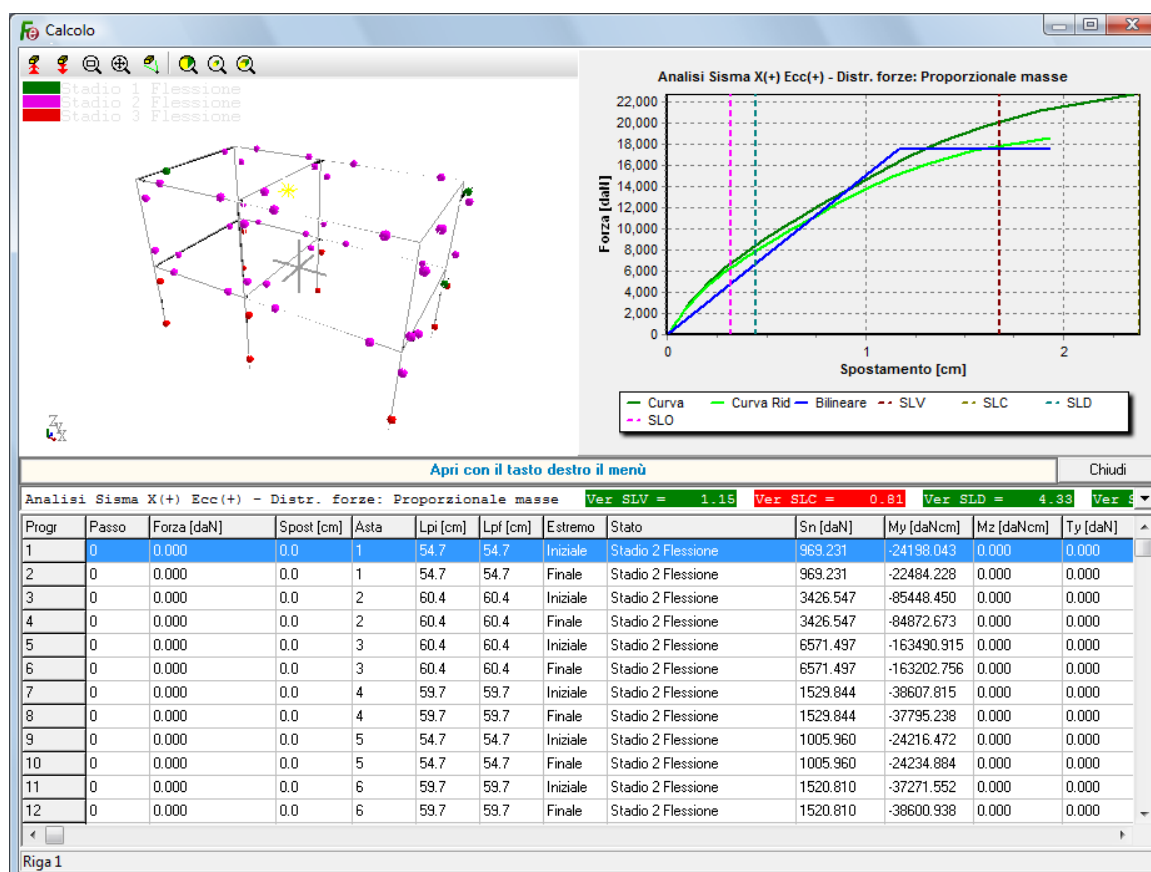 Fe Calcolo
Stadio 1 Flessione
Stadio 2 Flessione
Stadio 3 Flessione
Z
Y
X
Analisi Sisma X(+) Ecc(+) - Distr. forze: Proporzionale masse
Forza [daN]
22,000
20,000
18,000
16,000
14,000
12,000
10,000
8,000
6,000
4,000
2,000
0
0 1 2
Spostamento [cm]
Curva Curva Rid Bilineare SLV SLC SLD
SLO
Apri con il tasto destro il menù Chiudi
Analisi Sisma X(+) Ecc(+) - Distr. forze: Proporzionale masse Ver SLV = 1.15 Ver SLC = 0.81 Ver SLD = 4.33 Ver
Progr Passo Forza [daN] Spost [cm] Asta Lpi [cm] Lpf [cm] Estremo Stato Sn [daN] My [daNcm] Mz [daNcm] Ty [daN]
1 0 0.000 0.0 1 54.7 54.7 Iniziale Stadio 2 Flessione 969.231 -24198.043 0.000 0.000
2 0 0.000 0.0 1 54.7 54.7 Finale Stadio 2 Flessione 969.231 -22484.228 0.000 0.000
3 0 0.000 0.0 2 60.4 60.4 Iniziale Stadio 2 Flessione 3426.547 -85448.450 0.000 0.000
4 0 0.000 0.0 2 60.4 60.4 Finale Stadio 2 Flessione 3426.547 -84872.673 0.000 0.000
5 0 0.000 0.0 3 60.4 60.4 Iniziale Stadio 2 Flessione 6571.497 -163490.915 0.000 0.000
6 0 0.000 0.0 3 60.4 60.4 Finale Stadio 2 Flessione 6571.497 -163202.756 0.000 0.000
7 0 0.000 0.0 4 59.7 59.7 Iniziale Stadio 2 Flessione 1529.844 -38607.815 0.000 0.000
8 0 0.000 0.0 4 59.7 59.7 Finale Stadio 2 Flessione 1529.844 -37795.238 0.000 0.000
9 0 0.000 0.0 5 54.7 54.7 Iniziale Stadio 2 Flessione 1005.960 -24216.472 0.000 0.000
10 0 0.000 0.0 5 54.7 54.7 Finale Stadio 2 Flessione 1005.960 -24234.884 0.000 0.000
11 0 0.000 0.0 6 59.7 59.7 Iniziale Stadio 2 Flessione 1520.810 -37271.552 0.000 0.000
12 0 0.000 0.0 6 59.7 59.7 Finale Stadio 2 Flessione 1520.810 -38600.938 0.000 0.000
Riga 1